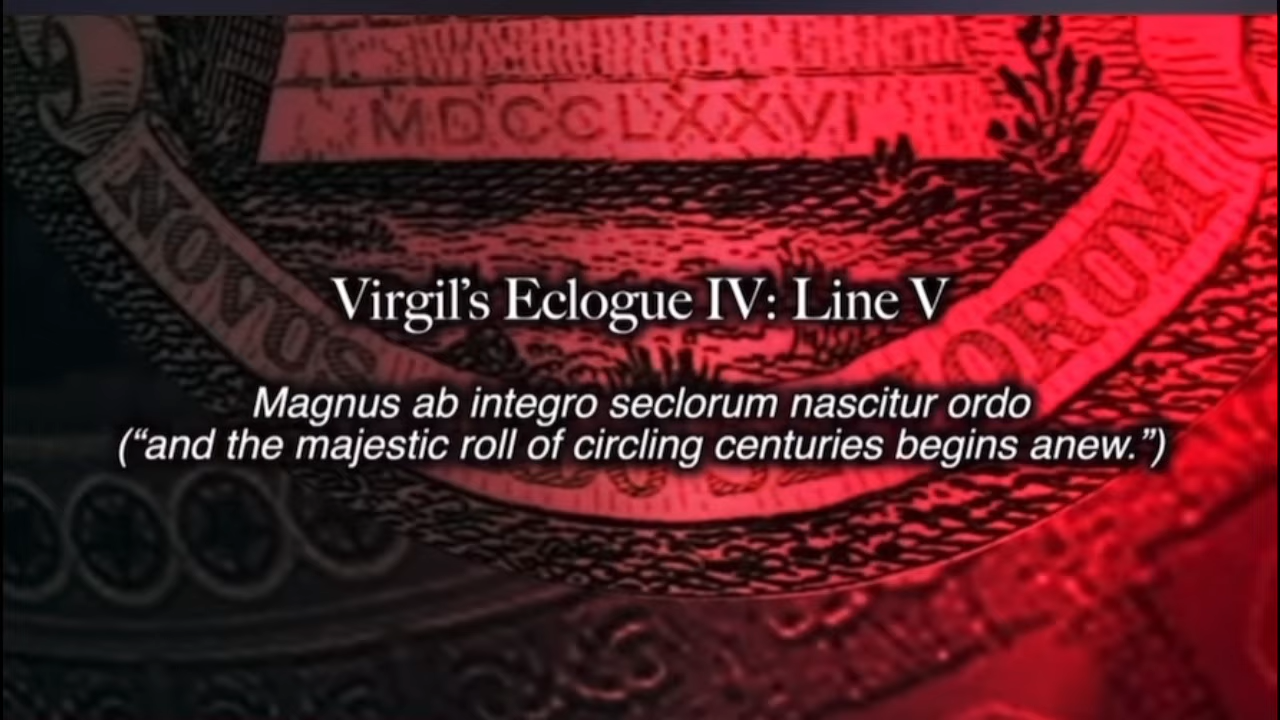 MDCCLXXVI
NOVUS
ORUM
Virgil’s Eclogue IV: Line V
Magnus ab integro seclorum nascitur ordo
(“and the majestic roll of circling centuries begins anew.”)